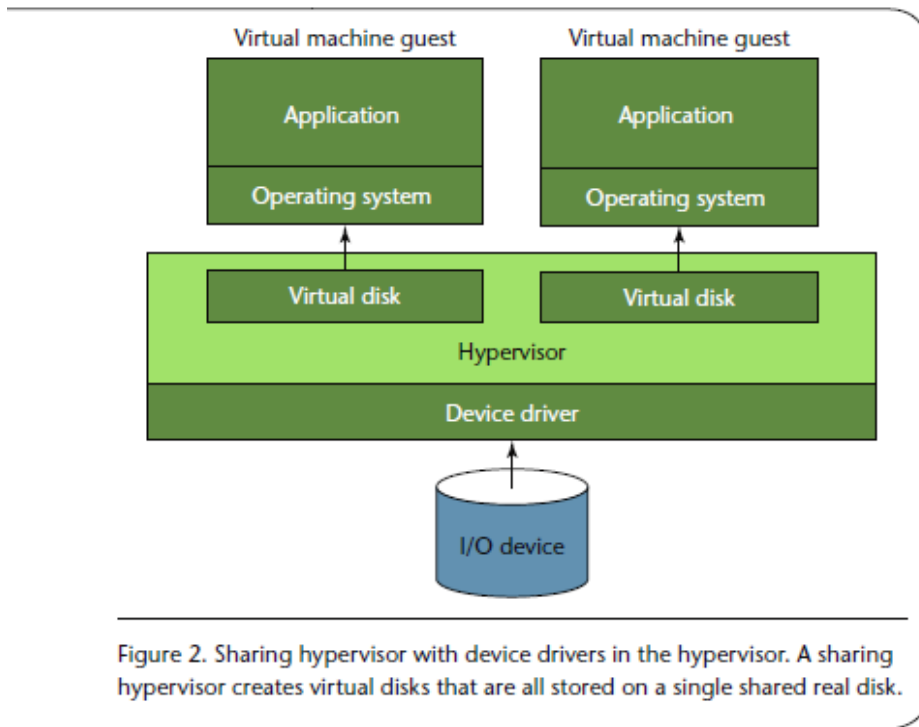 Virtual machine guest
Virtual machine guest
Application
Application
Operating system
Operating system
Virtual disk
Virtual disk
Hypervisor
Device driver
I/O device
Figure 2. Sharing hypervisor with device drivers in the hypervisor. A sharing
hypervisor creates virtual disks that are all stored on a single shared real disk.